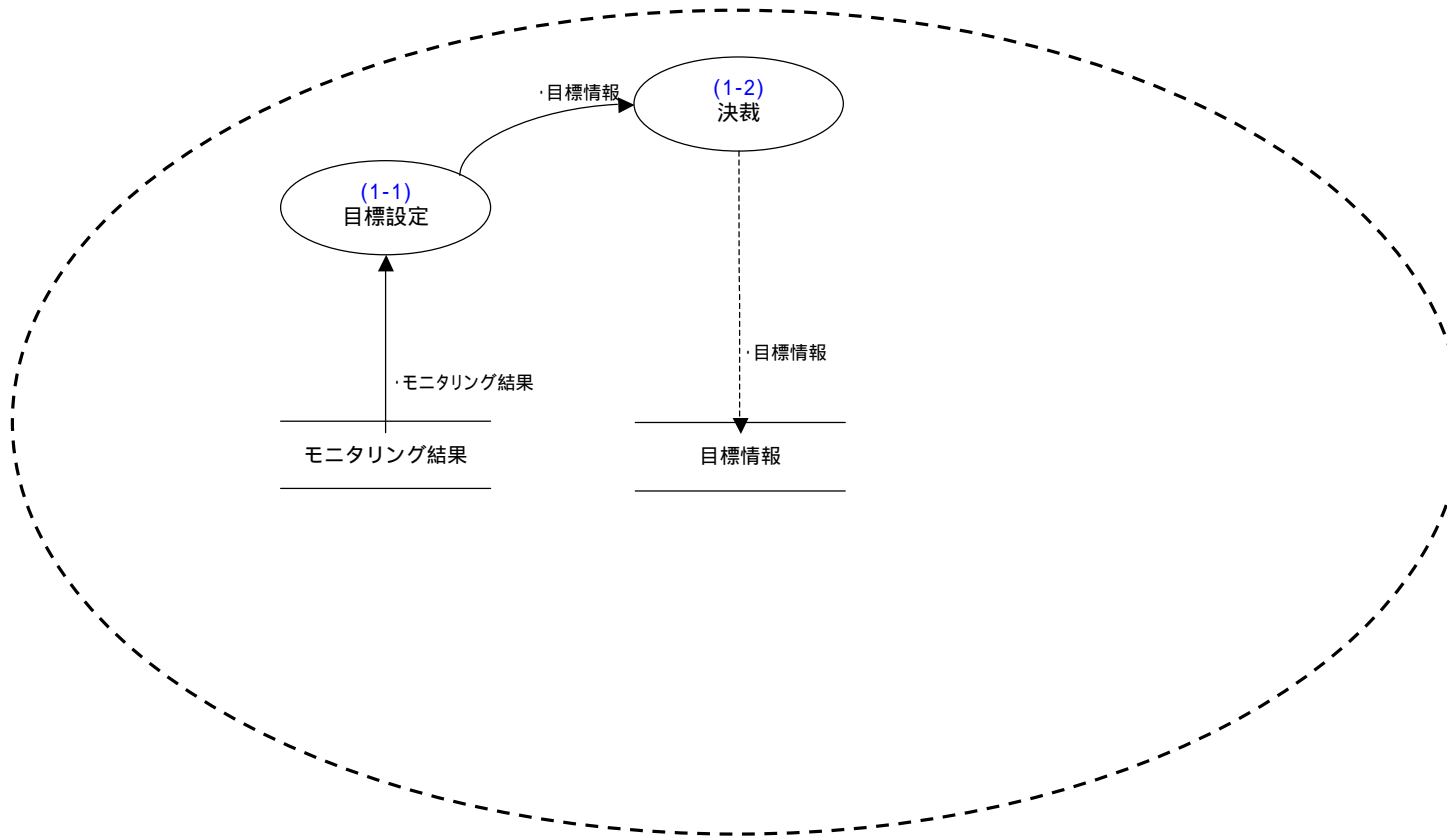 ・目標情報
(1-2)
決裁
(1-1)
目標設定
・目標情報
・モニタリング結果
モニタリング結果
目標情報